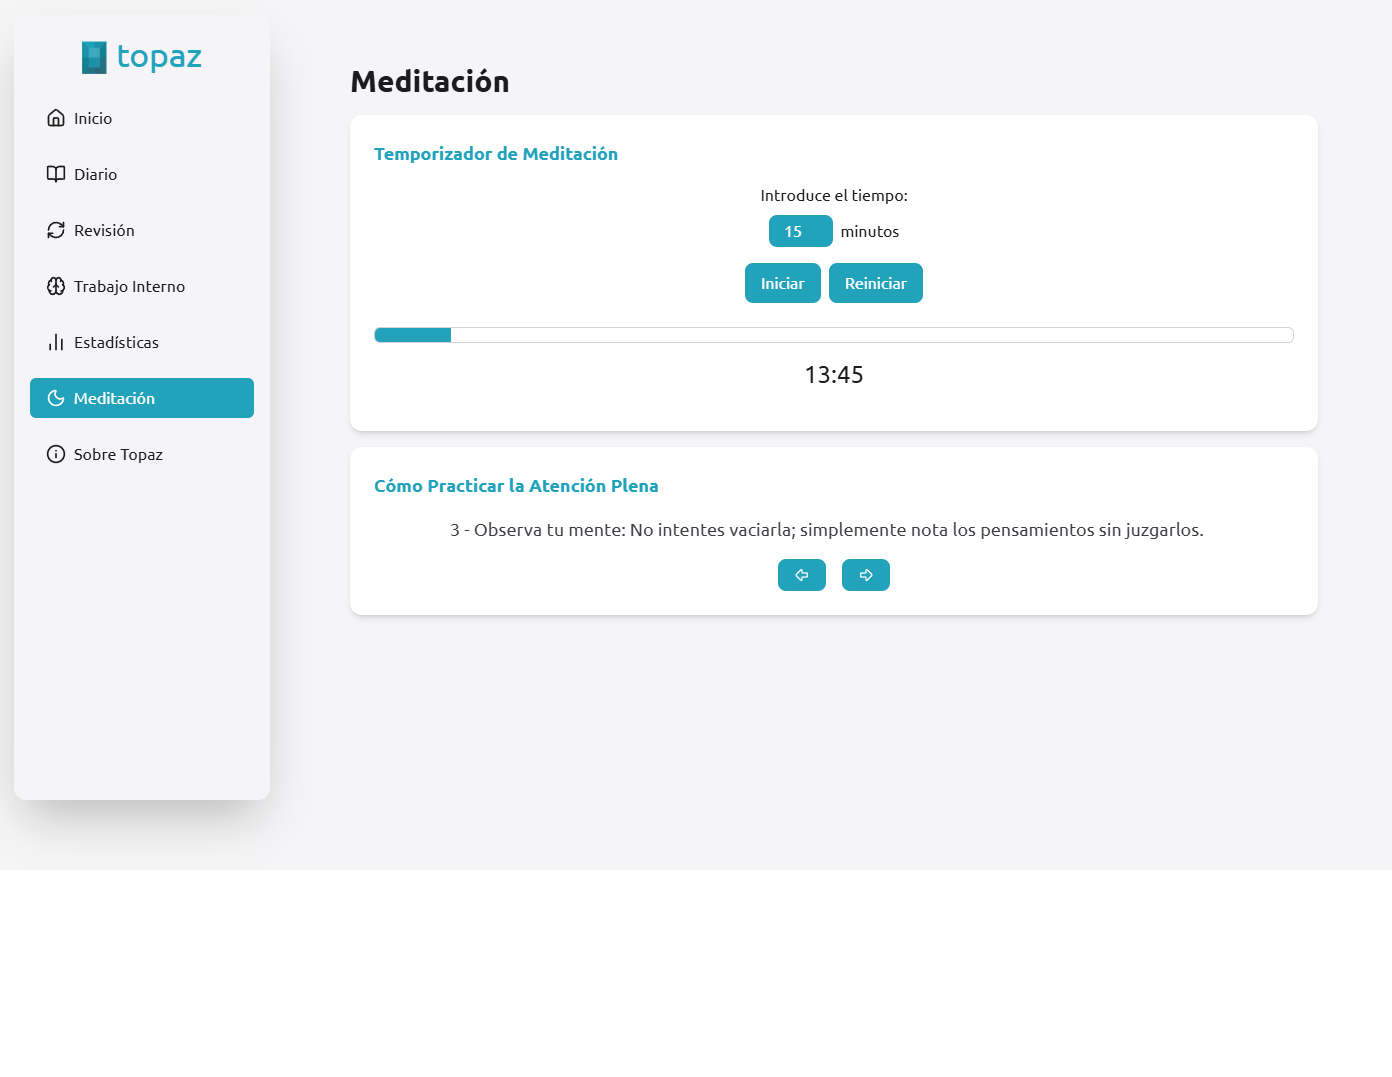 topaz
Inicio
Diario
Revisión
Trabajo Interno
Estadísticas
Meditación
Sobre Topaz
Meditación
Temporizador de Meditación
Introduce el tiempo:
15 minutos
Iniciar Reiniciar
13:45
Cómo Practicar la Atención Plena
3 - Observa tu mente: No intentes vaciarla; simplemente nota los pensamientos sin juzgarlos.